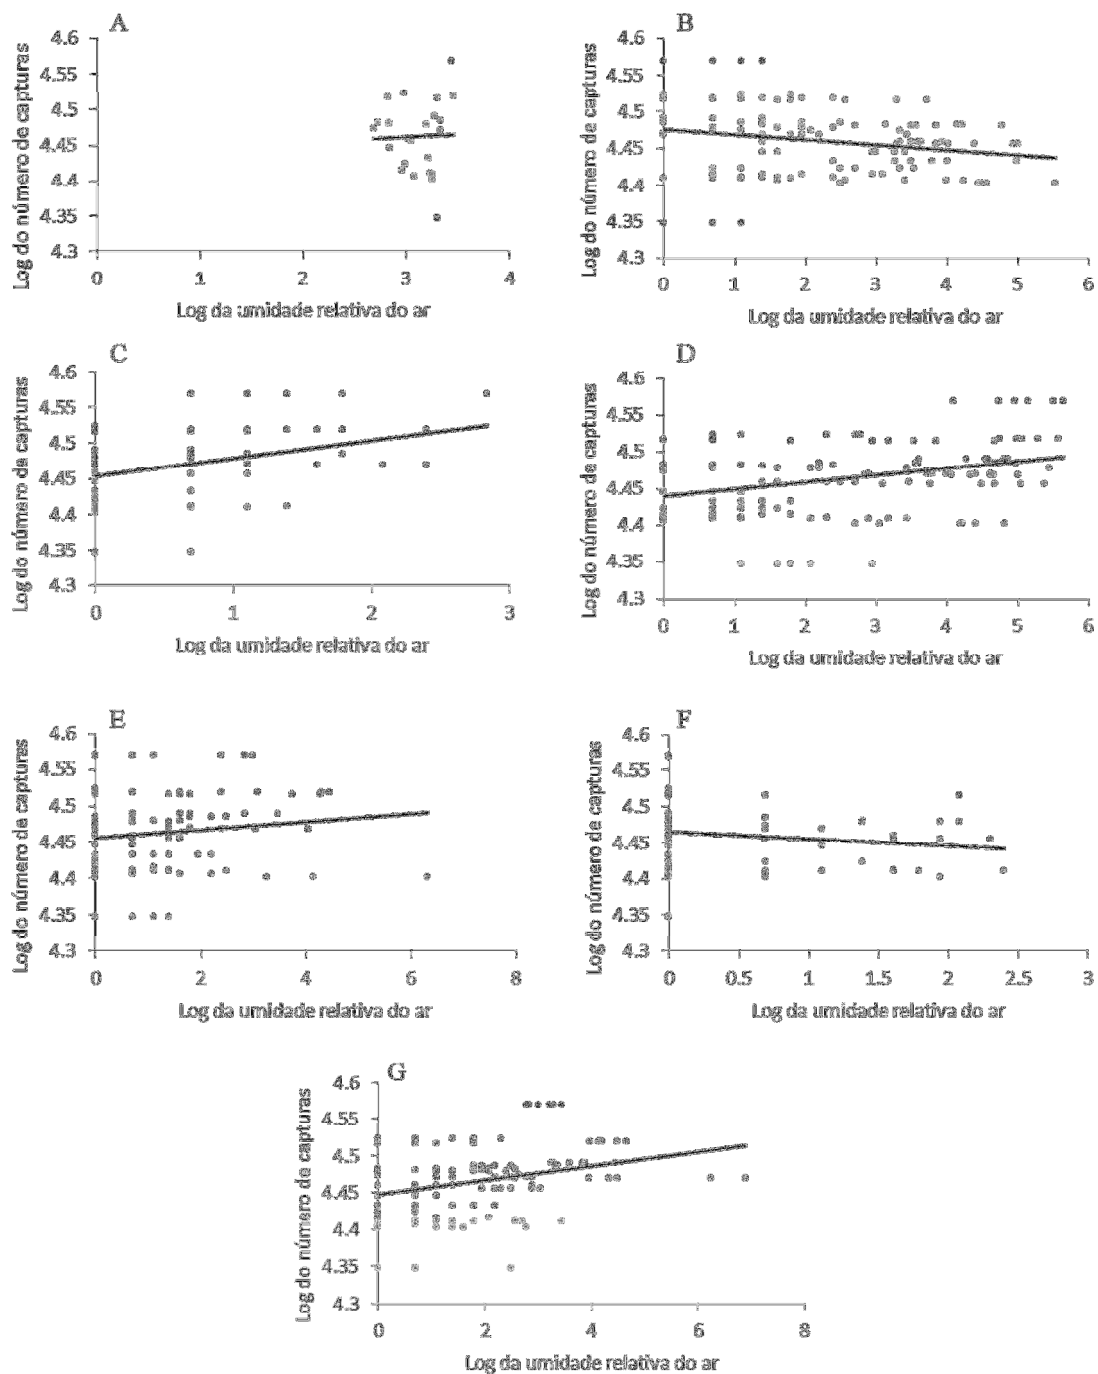 A
Log do número de capturas
4.6
4.55
4.5
4.45
4.4
4.35
4.3
0 1 2 3 4
Log da umidade relativa do ar
B
Log do número de capturas
4.6
4.55
4.5
4.45
4.4
4.35
4.3
0 1 2 3 4 5 6
Log da umidade relativa do ar
C
Log do número de capturas
4.6
4.55
4.5
4.45
4.4
4.35
4.3
0 1 2 3
Log da umidade relativa do ar
D
Log do número de capturas
4.6
4.55
4.5
4.45
4.4
4.35
4.3
0 1 2 3 4 5 6
Log da umidade relativa do ar
E
Log do número de capturas
4.6
4.55
4.5
4.45
4.4
4.35
4.3
0 2 4 6 8
Log da umidade relativa do ar
F
Log do número de capturas
4.6
4.55
4.5
4.45
4.4
4.35
4.3
0 0.5 1 1.5 2 2.5 3
Log da umidade relativa do ar
G
Log do número de capturas
4.6
4.55
4.5
4.45
4.4
4.35
4.3
0 2 4 6 8
Log da umidade relativa do ar